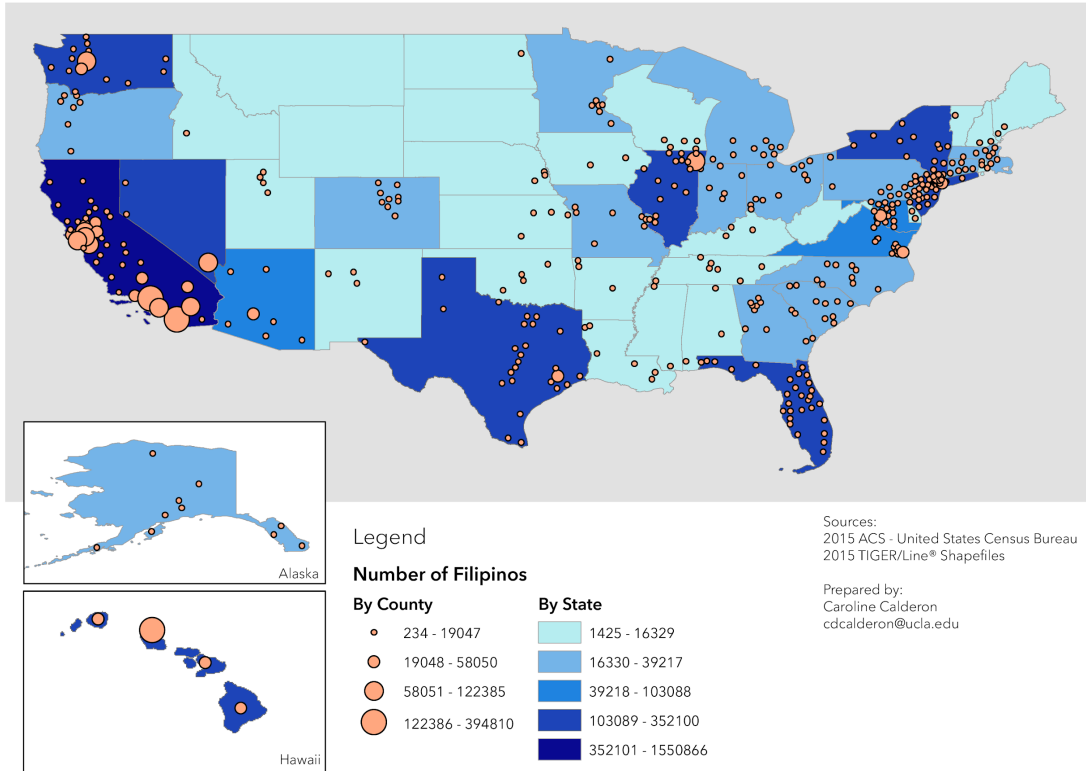 Alaska
Hawaii
Legend
Number of Filipinos
By County
234 - 19047
19048 - 58050
58051 - 122385
122386 - 394810
By State
1425 - 16329
16330 - 39217
39218 - 103088
103089 - 352100
352101 - 1550866
Sources:
2015 ACS - United States Census Bureau
2015 TIGER/Line® Shapefiles
Prepared by:
Caroline Calderon
cdcalderon@ucla.edu